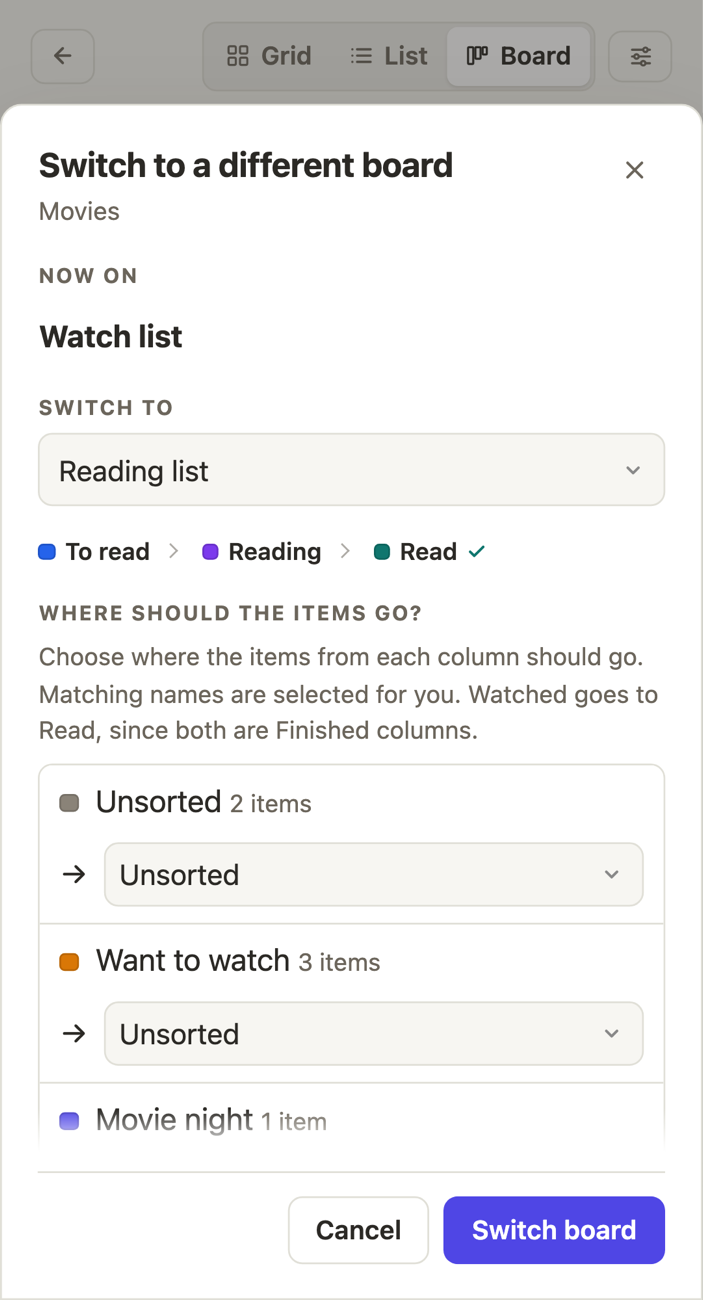 Grid List Board
Switch to a different board
Movies
NOW ON
Watch list
SWITCH TO
Reading list
To read Reading Read
WHERE SHOULD THE ITEMS GO?
Choose where the items from each column should go.
Matching names are selected for you. Watched goes to
Read, since both are Finished columns.
Unsorted 2 items
Unsorted
Want to watch 3 items
Unsorted
Movie night 1 item
Cancel Switch board